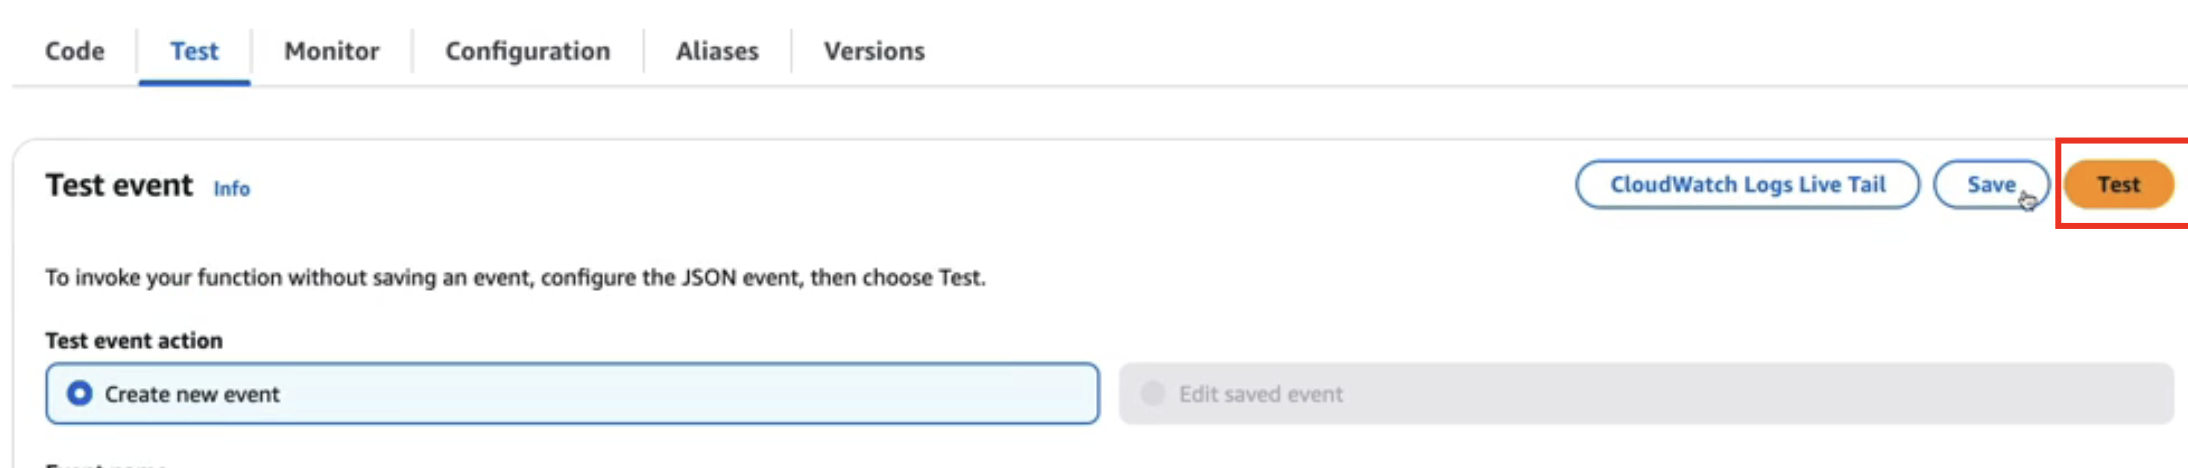 Code Test Monitor Configuration Aliases Versions
Test event Info CloudWatch Logs Live Tail Save Test
To invoke your function without saving an event, configure the JSON event, then choose Test.
Test event action
Create new event Edit saved event